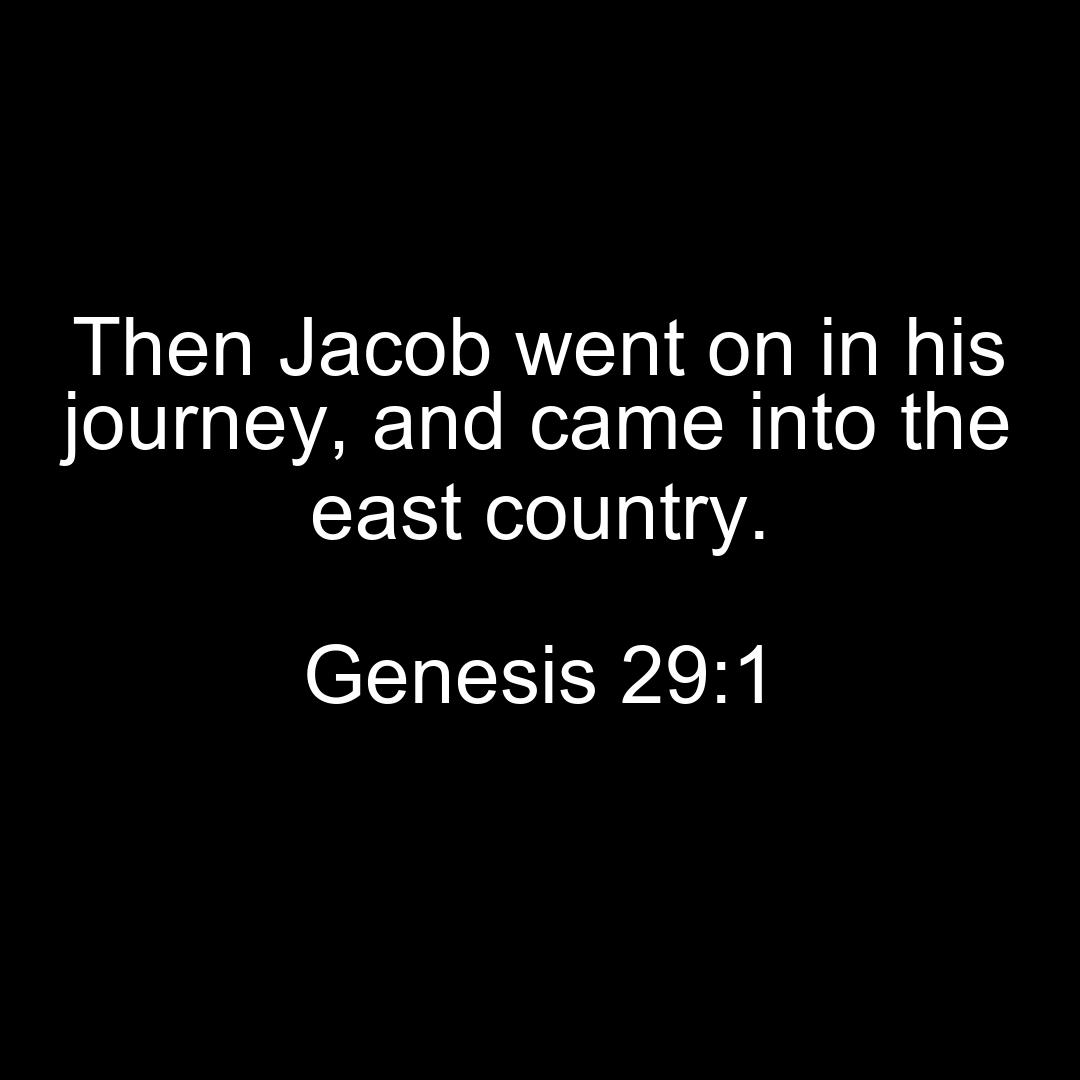 Then Jacob went on in his
journey, and came into the
east country.
Genesis 29:1